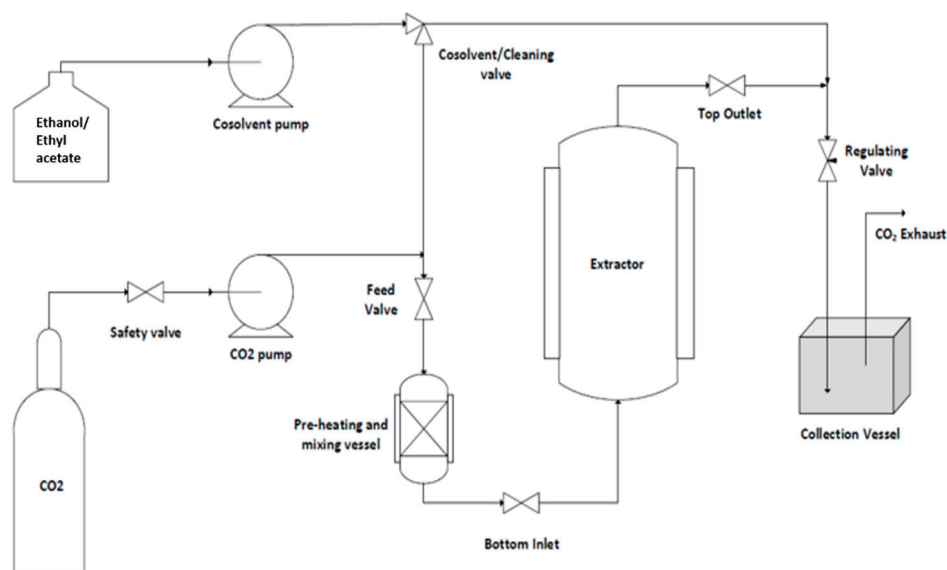 Cosolvent/Cleaning
valve
Ethanol/
Ethyl
acetate
Cosolvent pump
Top Outlet
Regulating
Valve
CO₂ Exhaust
Extractor
Feed
Valve
Safety valve
CO2 pump
Pre-heating and
mixing vessel
Collection Vessel
CO2
Bottom Inlet